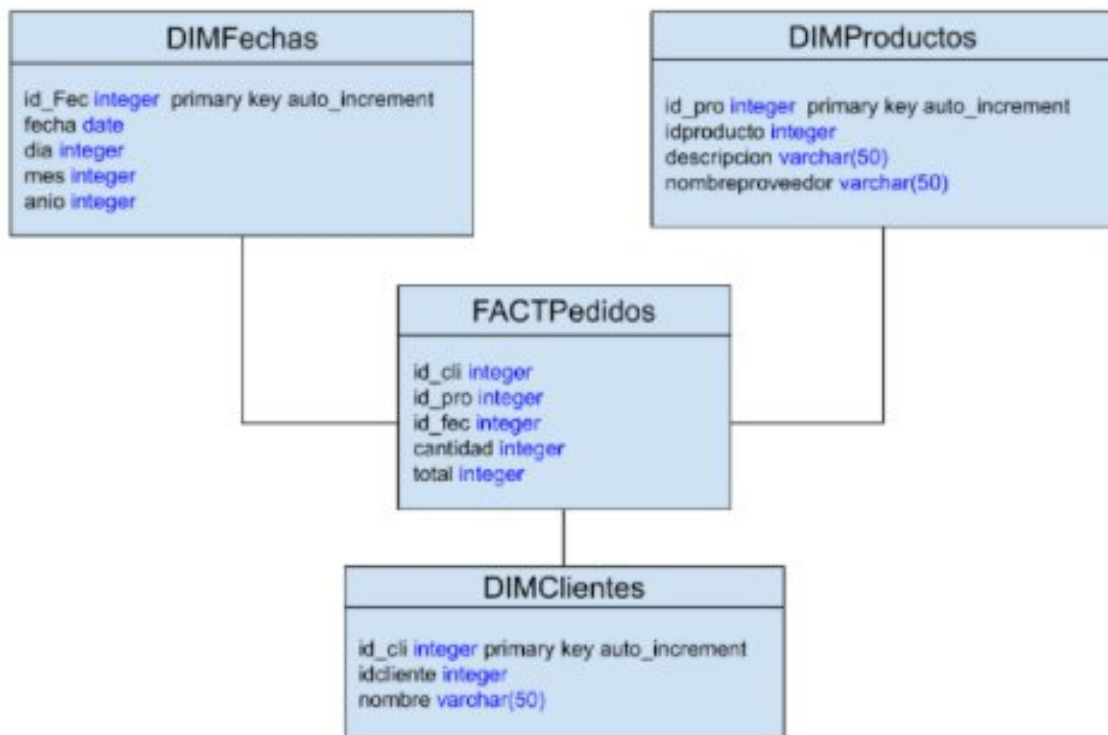 DIMFechas
id_Fec integer primary key auto_increment
fecha date
dia integer
mes integer
anio integer
DIMProductos
id_pro integer primary key auto_increment
idproducto integer
descripcion varchar(50)
nombreproveedor varchar(50)
FACTPedidos
id_cli integer
id_pro integer
id_fec integer
cantidad integer
total integer
DIMClientes
id_cli integer primary key auto_increment
idcliente integer
nombre varchar(50)